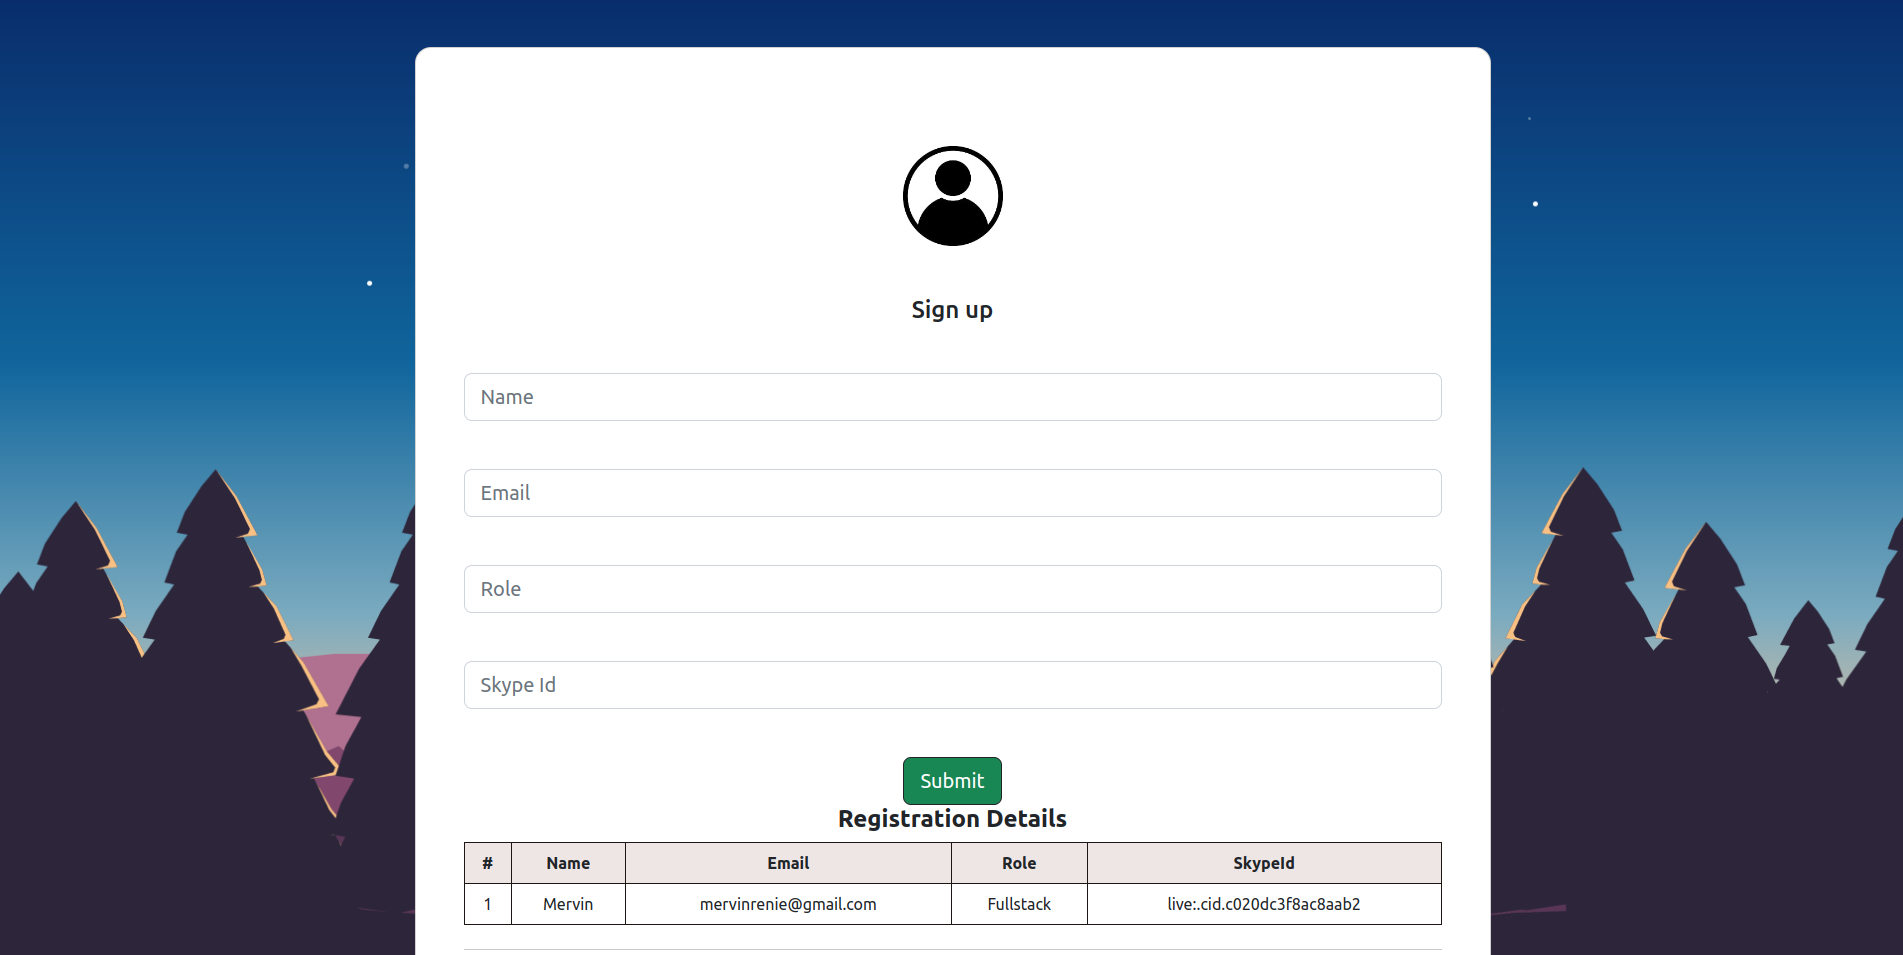 Sign up
Name
Email
Role
Skype Id
Submit
Registration Details
# Name Email Role SkypeId
1 Mervin mervinrenie@gmail.com Fullstack live:.cid.c020dc3f8ac8aab2